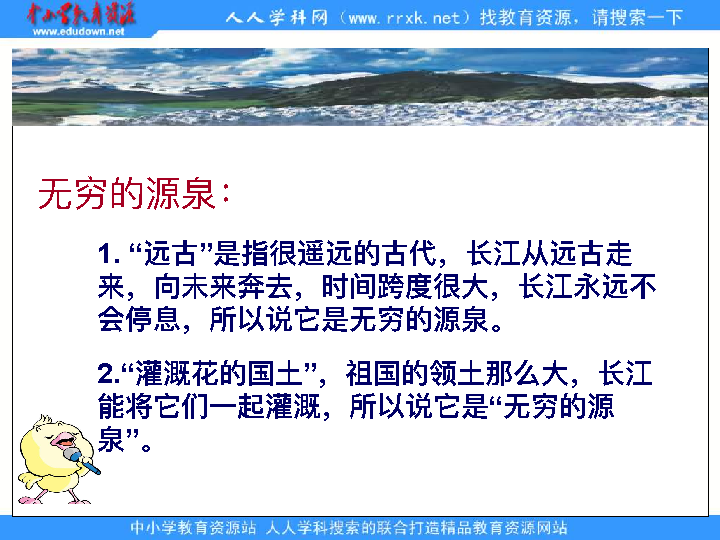 中小学教育资源
www.edudown.net
人人学科网（www.rrxk.net）找教育资源，请搜索一下
无穷的源泉：
1. “远古”是指很遥远的古代，长江从远古走
来，向未来奔去，时间跨度很大，长江永远不
会停息，所以说它是无穷的源泉。
2.“灌溉花的国土”，祖国的领土那么大，长江
能将它们一起灌溉，所以说它是“无穷的源
泉”。
中小学教育资源站 人人学科搜索的联合打造精品教育资源网站